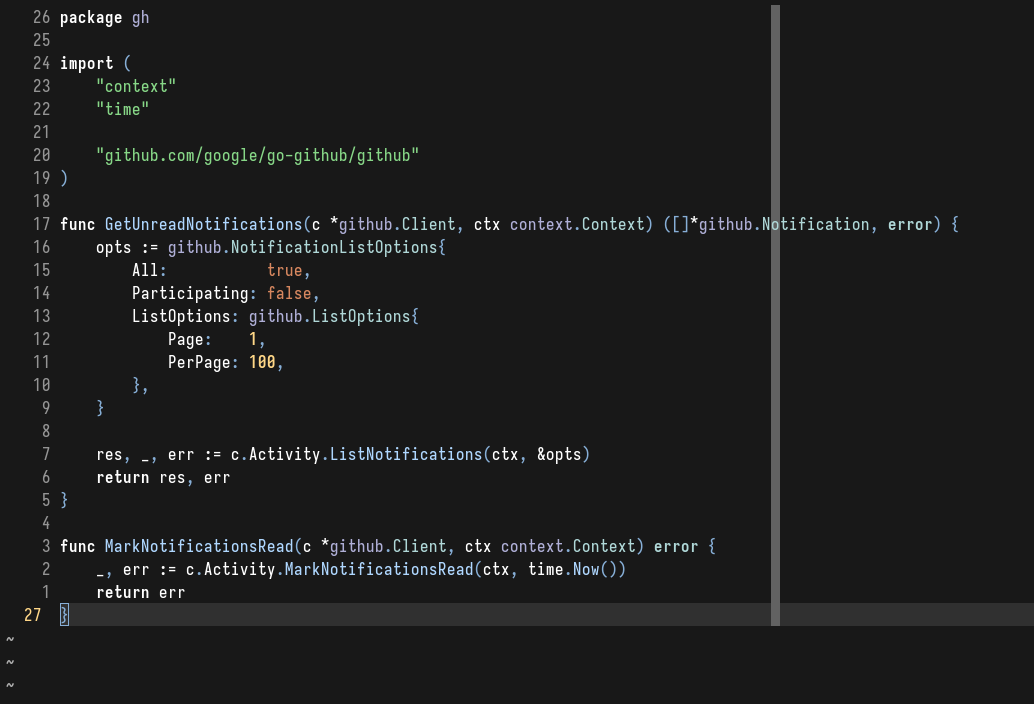 26 package gh
25
24 import (
23     "context"
22     "time"
21
20     "github.com/google/go-github/github"
19 )
18
17 func GetUnreadNotifications(c *github.Client, ctx context.Context) ([]*github.Notification, error) {
16     opts := github.NotificationListOptions{
15         All:           true,
14         Participating: false,
13         ListOptions: github.ListOptions{
12             Page:    1,
11             PerPage: 100,
10         },
9     }
8
7     res, _, err := c.Activity.ListNotifications(ctx, &opts)
6     return res, err
5 }
4
3 func MarkNotificationsRead(c *github.Client, ctx context.Context) error {
2     _, err := c.Activity.MarkNotificationsRead(ctx, time.Now())
1     return err
27 }
~
~
~